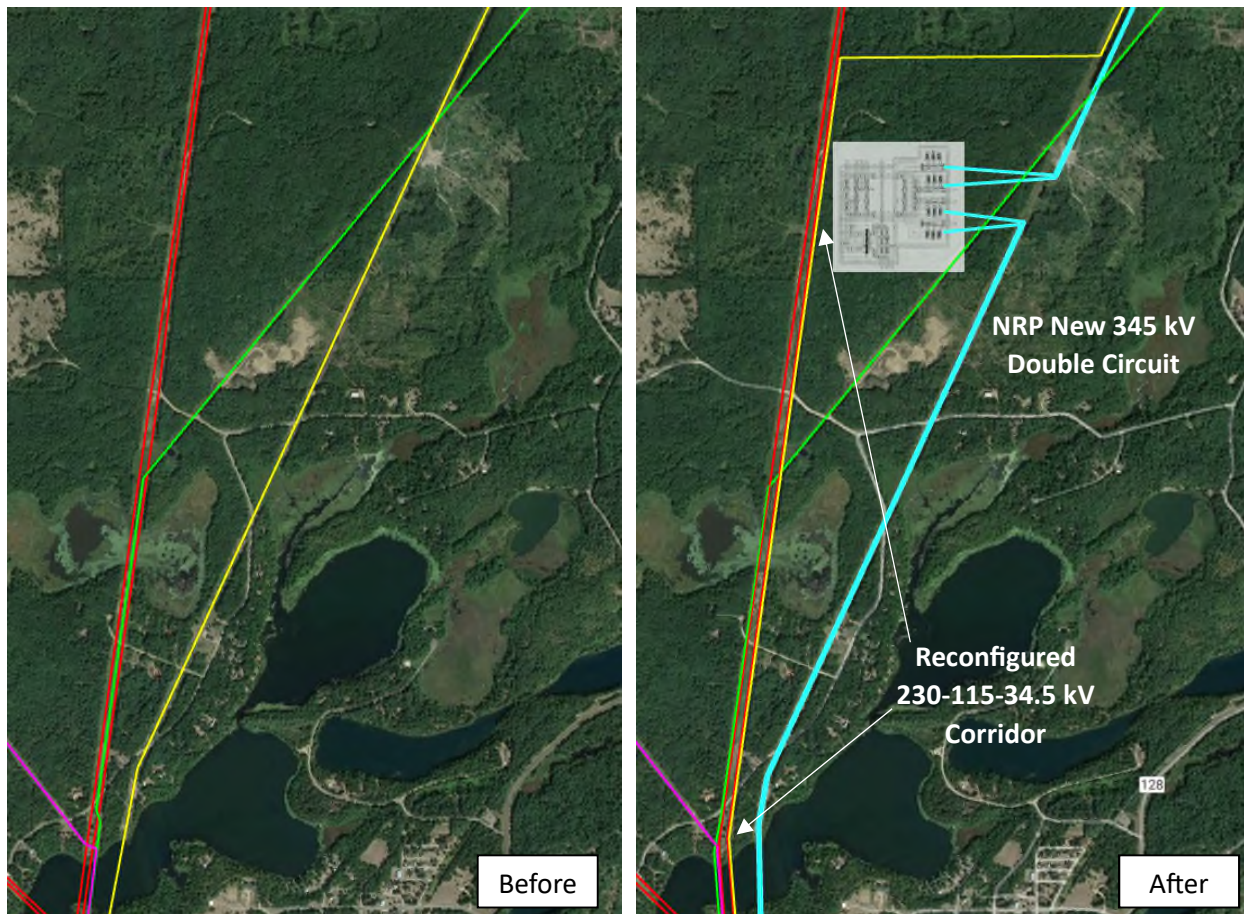 NRP New 345 kV
Double Circuit
Reconfigured
230-115-34.5 kV
Corridor
128
Before
After